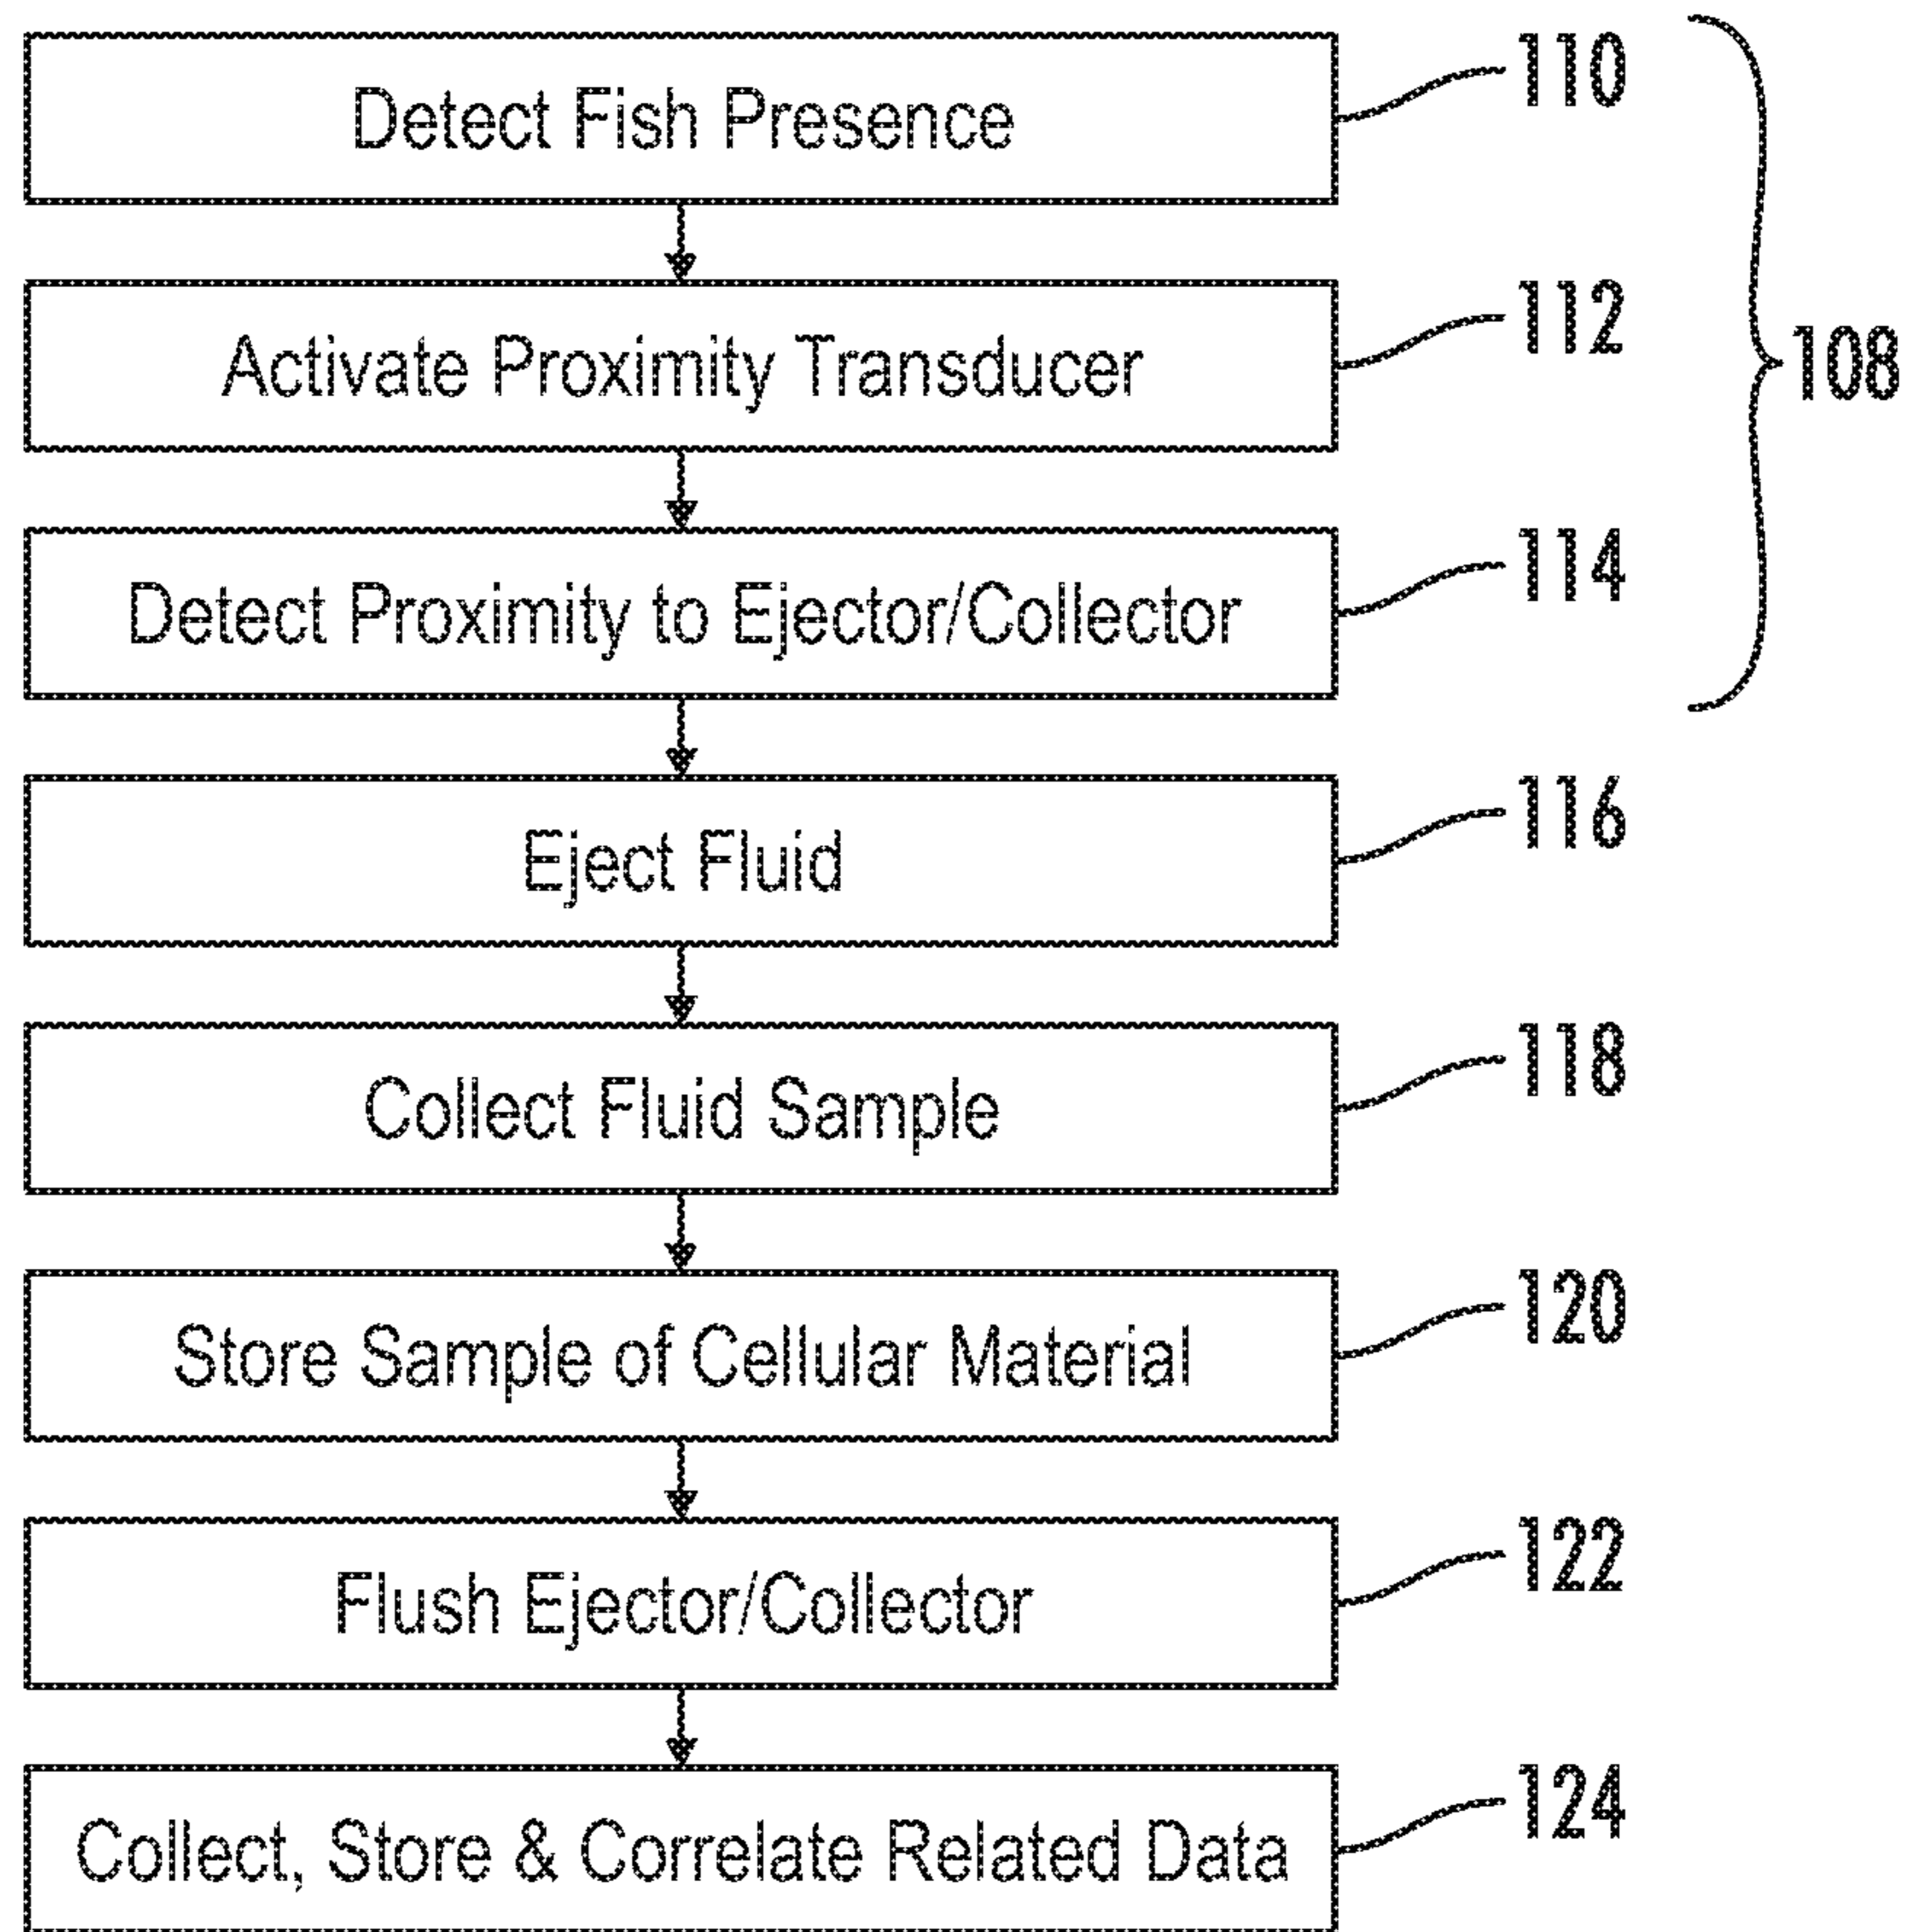 Detect Fish Presence 110
Activate Proximity Transducer 112
108
Detect Proximity to Ejector/Collector 114
Eject Fluid 116
Collect Fluid Sample 118
Store Sample of Cellular Material 120
Flush Ejector/Collector 122
Collect, Store & Correlate Related Data 124